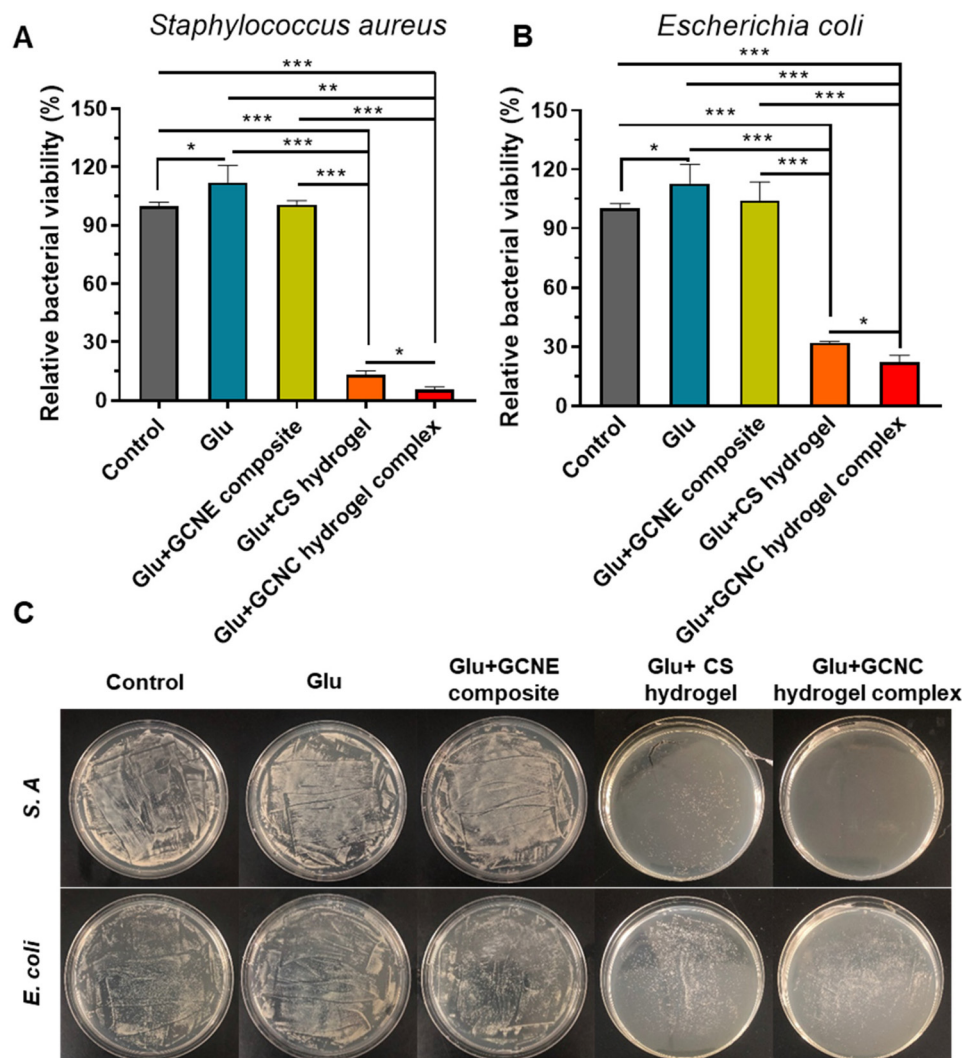 A
Staphylococcus aureus
***
**
***
***
*
***
***
*
Relative bacterial viability (%)
150
120
90
60
30
0
Control
Glu
Glu+GCNE composite
Glu+CS hydrogel
Glu+GCNC hydrogel complex
B
Escherichia coli
***
***
***
***
*
***
***
*
Relative bacterial viability (%)
150
120
90
60
30
0
Control
Glu
Glu+GCNE composite
Glu+CS hydrogel
Glu+GCNC hydrogel complex
C
Control
Glu
Glu+GCNE
composite
Glu+ CS
hydrogel
Glu+GCNC
hydrogel complex
S. A
E. coli